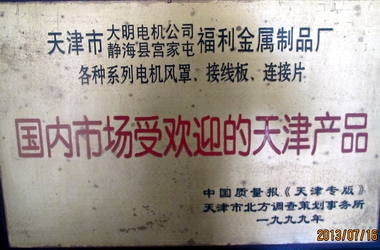 天津市大明电机公司福利金属制品厂
静海县宫家屯
各种系列电机风罩、接线板、连接片
国内市场受欢迎的天津产品
中国质量报《天津专版》
天津市北方调查策划事务所
一九九九年
2013/07/16